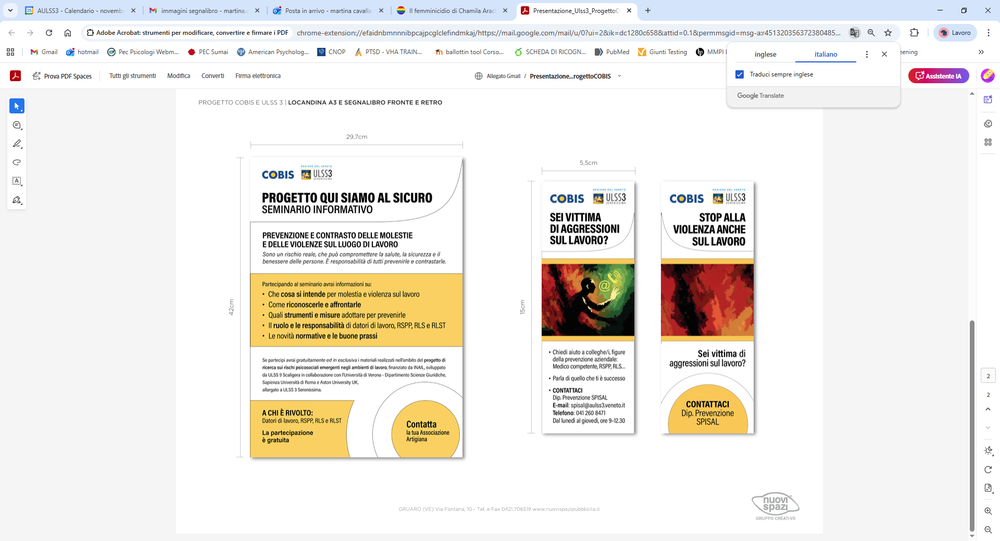 AULSS3 - Calendario - novemb
immagini segnalibro - martina.c
Posta in arrivo - martina cavalla
Il femminicidio di Chamila Arac
Presentazione_Ulss3_ProgettoC
Adobe Acrobat: strumenti per modificare, convertire e firmare i PDF
chrome-extension://efaidnbmnnnibpcajpcglclefindmkaj/https://mail.google.com/mail/u/0?ui=2&ik=dc1280c658&attid=0.1&permmsgid=msg-a:r451320356372380485...
Lavoro
Gmail
hotmail
Pec Psicologi Webm...
PEC Sumai
American Psycholog...
CNOP
PTSD - VHA TRAIN...
ballottin tool Corso...
SCHEDA DI RICOGN...
PubMed
Giunti Testing
MMPI
eening
inglese
italiano
Traduci sempre inglese
Google Translate
Prova PDF Spaces
Tutti gli strumenti
Modifica
Converti
Firma elettronica
Allegato Gmail / Presentazione...rogettoCOBIS
Assistente IA
PROGETTO COBIS E ULSS 3 | LOCANDINA A3 E SEGNALIBRO FRONTE E RETRO
29,7cm
42cm
COBIS
REGIONE DEL VENETO
ULSS3
SERENISSIMA
PROGETTO QUI SIAMO AL SICURO
SEMINARIO INFORMATIVO
PREVENZIONE E CONTRASTO DELLE MOLESTIE
E DELLE VIOLENZE SUL LUOGO DI LAVORO
Sono un rischio reale, che può compromettere la salute, la sicurezza e il
benessere delle persone. È responsabilità di tutti prevenirle e contrastarle.
Partecipando al seminario avrai informazioni su:
• Che cosa si intende per molestia e violenza sul lavoro
• Come riconoscerle e affrontarle
• Quali strumenti e misure adottare per prevenirle
• Il ruolo e le responsabilità di datori di lavoro, RSPP, RLS e RLST
• Le novità normative e le buone prassi
Se partecipi avrai gratuitamente ed in esclusiva i materiali realizzati nell'ambito del progetto di
ricerca sui rischi psicosociali emergenti negli ambienti di lavoro, finanziato da INAIL, sviluppato
da ULSS 9 Scaligera in collaborazione con l'Università di Verona - Dipartimento Scienze Giuridiche,
Sapienza Università di Roma e Aston University UK,
allargato a ULSS 3 Serenissima.
A CHI È RIVOLTO:
Datori di lavoro, RSPP, RLS e RLST
La partecipazione
è gratuita
Contatta
la tua Associazione
Artigiana
5,5cm
15cm
COBIS
REGIONE DEL VENETO
ULSS3
SERENISSIMA
SEI VITTIMA
DI AGGRESSIONI
SUL LAVORO?
@
• Chiedi aiuto a colleghe/i, figure
della prevenzione aziendale:
Medico competente, RSPP, RLS...
• Parla di quello che ti è successo
• CONTATTACI
Dip. Prevenzione SPISAL
E-mail: spisal@aulss3.veneto.it
Telefono: 041 260 8471
Dal lunedì al giovedì, ore 9-12.30
COBIS
REGIONE DEL VENETO
ULSS3
SERENISSIMA
STOP ALLA
VIOLENZA ANCHE
SUL LAVORO
Sei vittima di
aggressioni sul lavoro?
CONTATTACI
Dip. Prevenzione
SPISAL
GRUARO (VE) Via Fontana, 10 - Tel. e Fax 0421.706519 www.nuovispazipubblicita.it
nuovi
spazi
GRUPPO CREATIVO
2
2